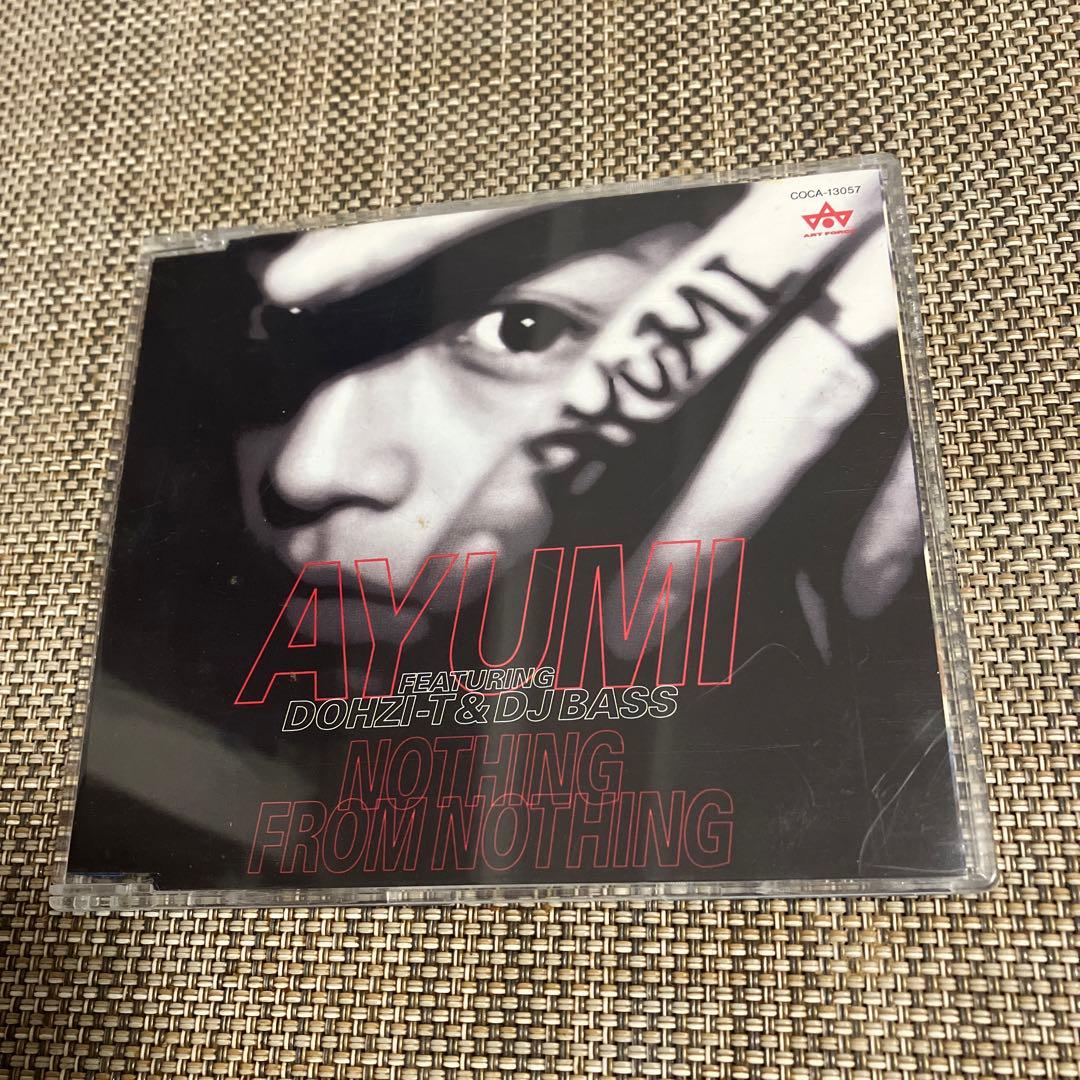 COCA-13057
ART FORCE
AYUMI
AYUMI
FEATURING
DOHZI-T & DJ BASS
NOTHING
FROM NOTHING